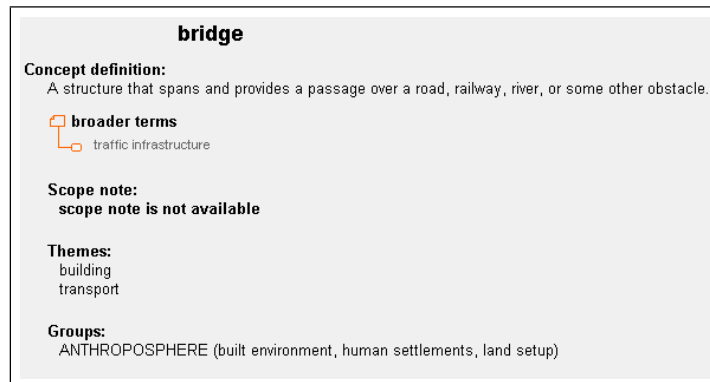 bridge
Concept definition:
A structure that spans and provides a passage over a road, railway, river, or some other obstacle.
broader terms
traffic infrastructure
Scope note:
scope note is not available
Themes:
building
transport
Groups:
ANTHROPOSPHERE (built environment, human settlements, land setup)